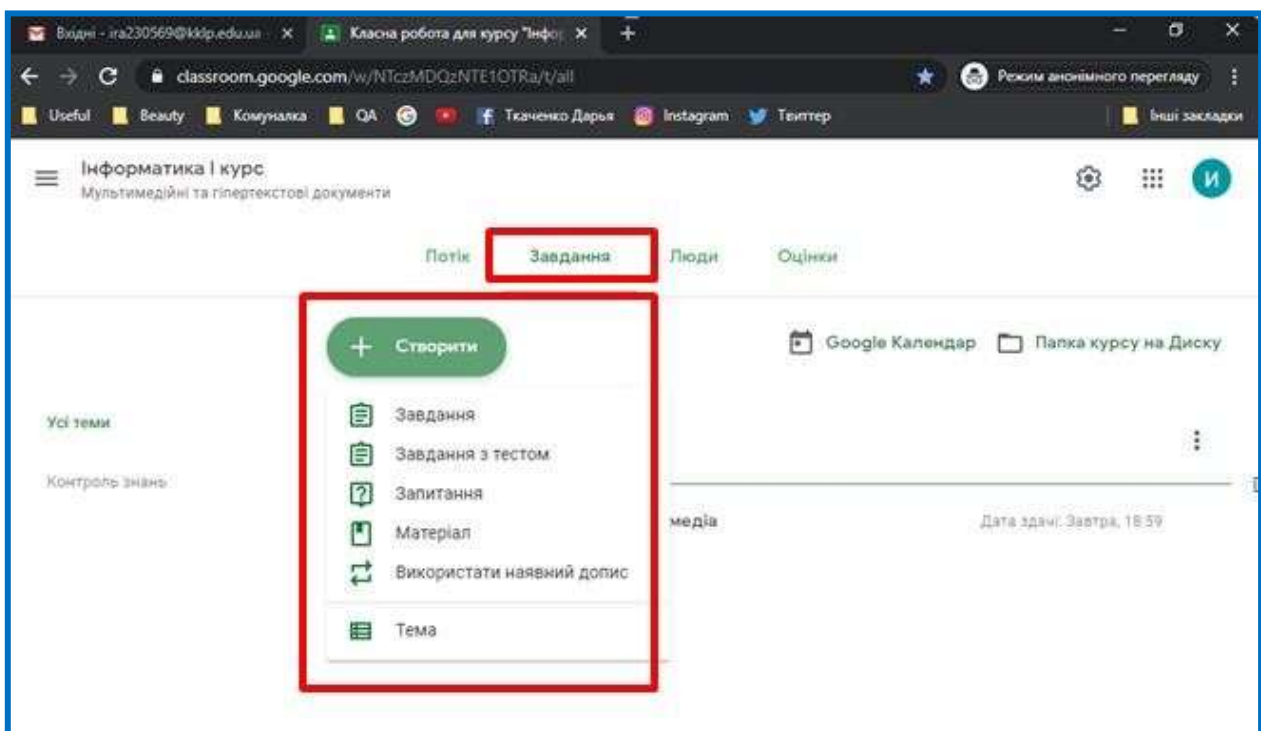 Вхідні - ira230569@kklp.edu.ua
Класна робота для курсу "Інфор
classroom.google.com/w/NTczMDQzNTE1OTRa/t/all
Режим анонімного перегляду
Useful Beauty Комуналка QA Ткаченко Дарья Instagram Твиттер Інші закладки
Інформатика І курс
Мультимедійні та гіпертекстові документи
И
Потік Завдання Люди Оцінки
Створити
Google Календар Папка курсу на Диску
Завдання
Усі теми
Завдання з тестом
Контроль знань
Запитання
Матеріал
медіа
Дата здачі: Завтра, 18:59
Використати наявний допис
Тема